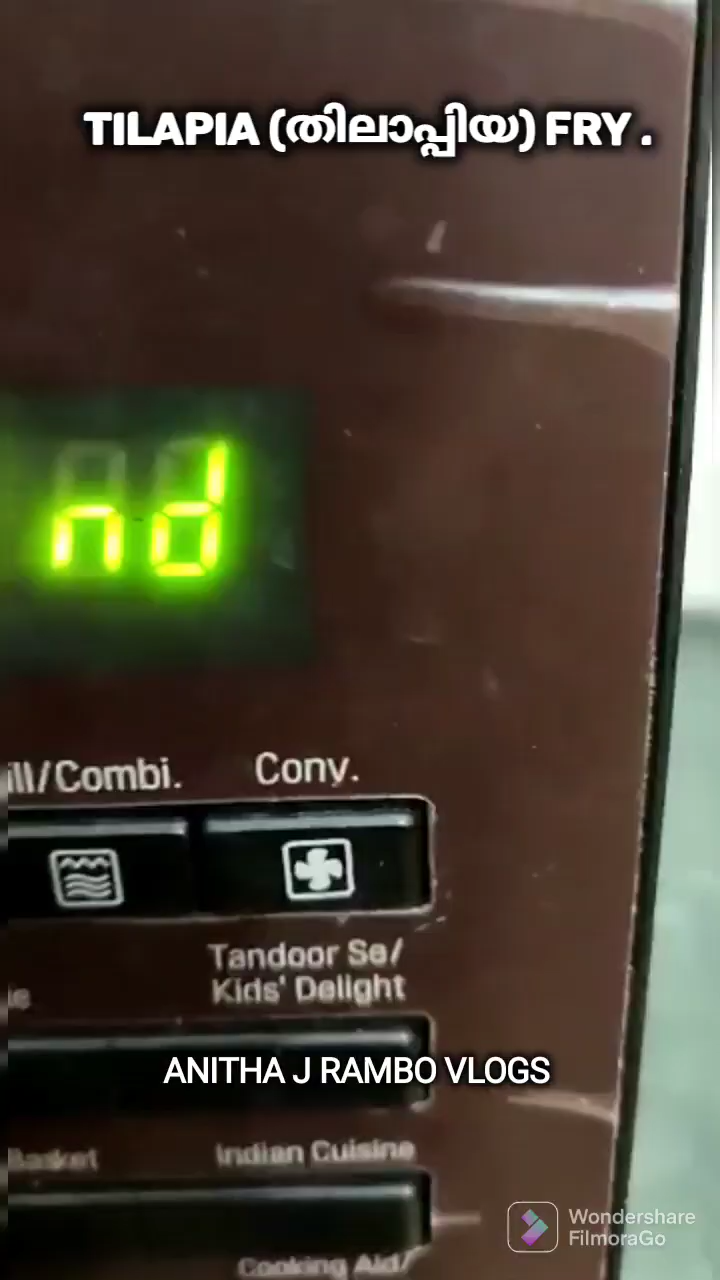 TILAPIA (തിലാപ്പിയ) FRY .
nd
ill/Combi. Conv.
Tandoor Se/
Kids' Delight
ANITHA J RAMBO VLOGS
Basket Indian Cuisine
Cooking Aid/
Wondershare
FilmoraGo